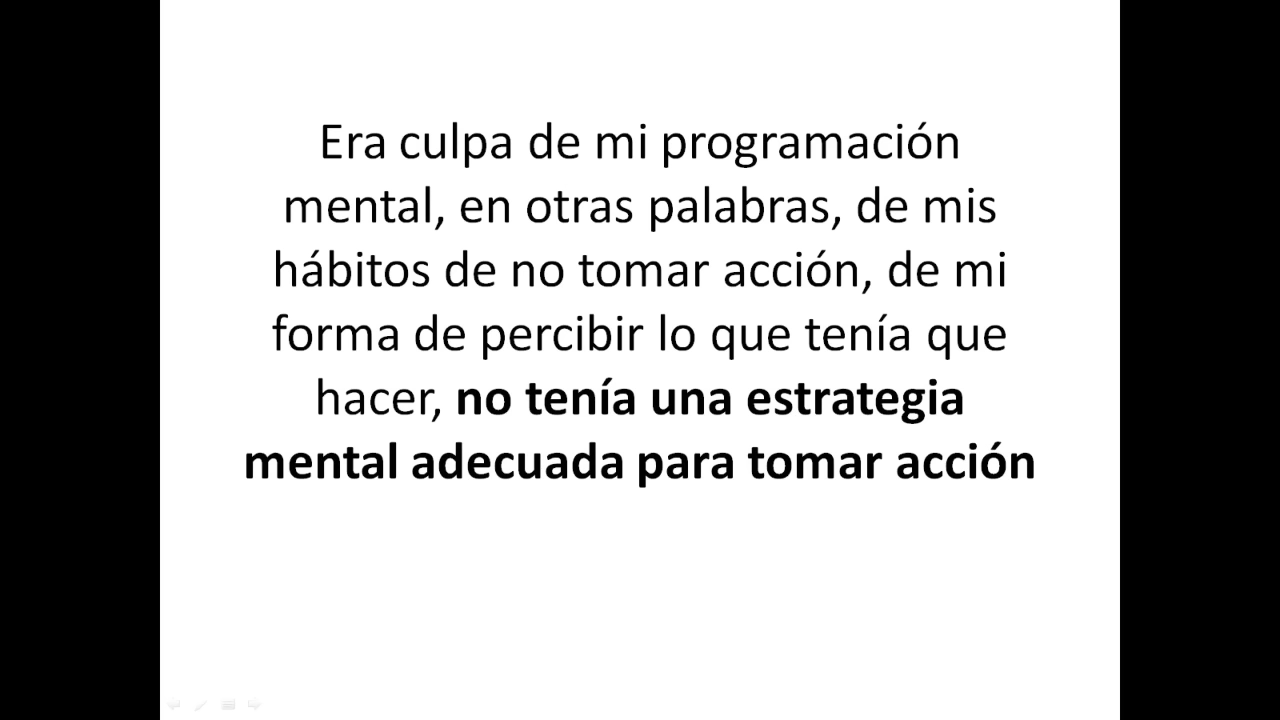 Era culpa de mi programación
mental, en otras palabras, de mis
hábitos de no tomar acción, de mi
forma de percibir lo que tenía que
hacer, no tenía una estrategia
mental adecuada para tomar acción